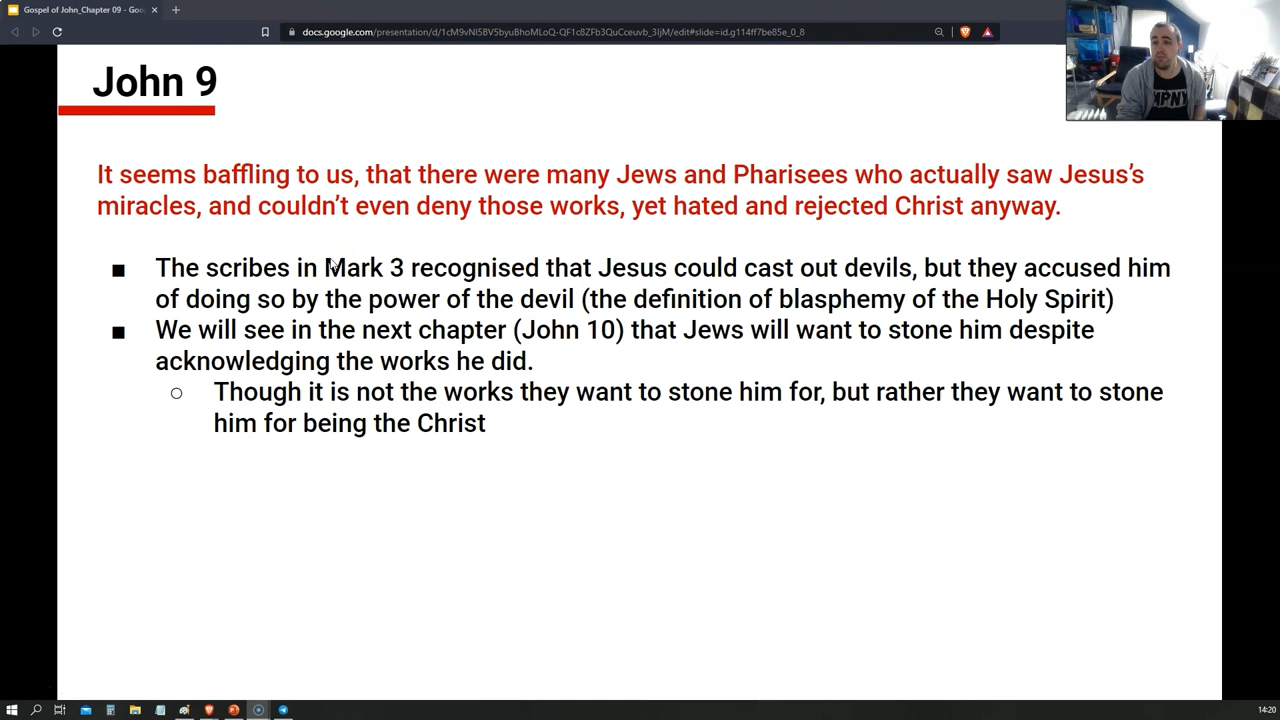 Gospel of John_Chapter 09 - Goo
docs.google.com/presentation/d/1cM9vNI5BV5byuBhoMLoQ-QF1c8ZFb3QuCceuvb_3IjM/edit#slide=id.g114ff7be85e_0_8
John 9
It seems baffling to us, that there were many Jews and Pharisees who actually saw Jesus’s
miracles, and couldn’t even deny those works, yet hated and rejected Christ anyway.
■ The scribes in Mark 3 recognised that Jesus could cast out devils, but they accused him
of doing so by the power of the devil (the definition of blasphemy of the Holy Spirit)
■ We will see in the next chapter (John 10) that Jews will want to stone him despite
acknowledging the works he did.
○ Though it is not the works they want to stone him for, but rather they want to stone
him for being the Christ
14:20